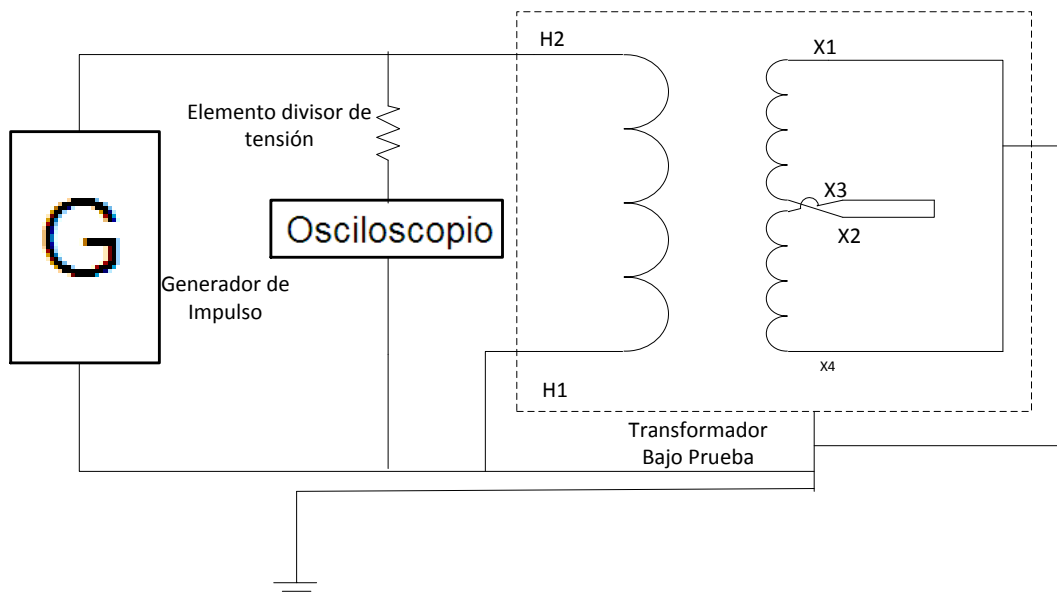 H2
X1
Elemento divisor de
tensión
G
Osciloscopio
X3
X2
Generador de
Impulso
X4
H1
Transformador
Bajo Prueba